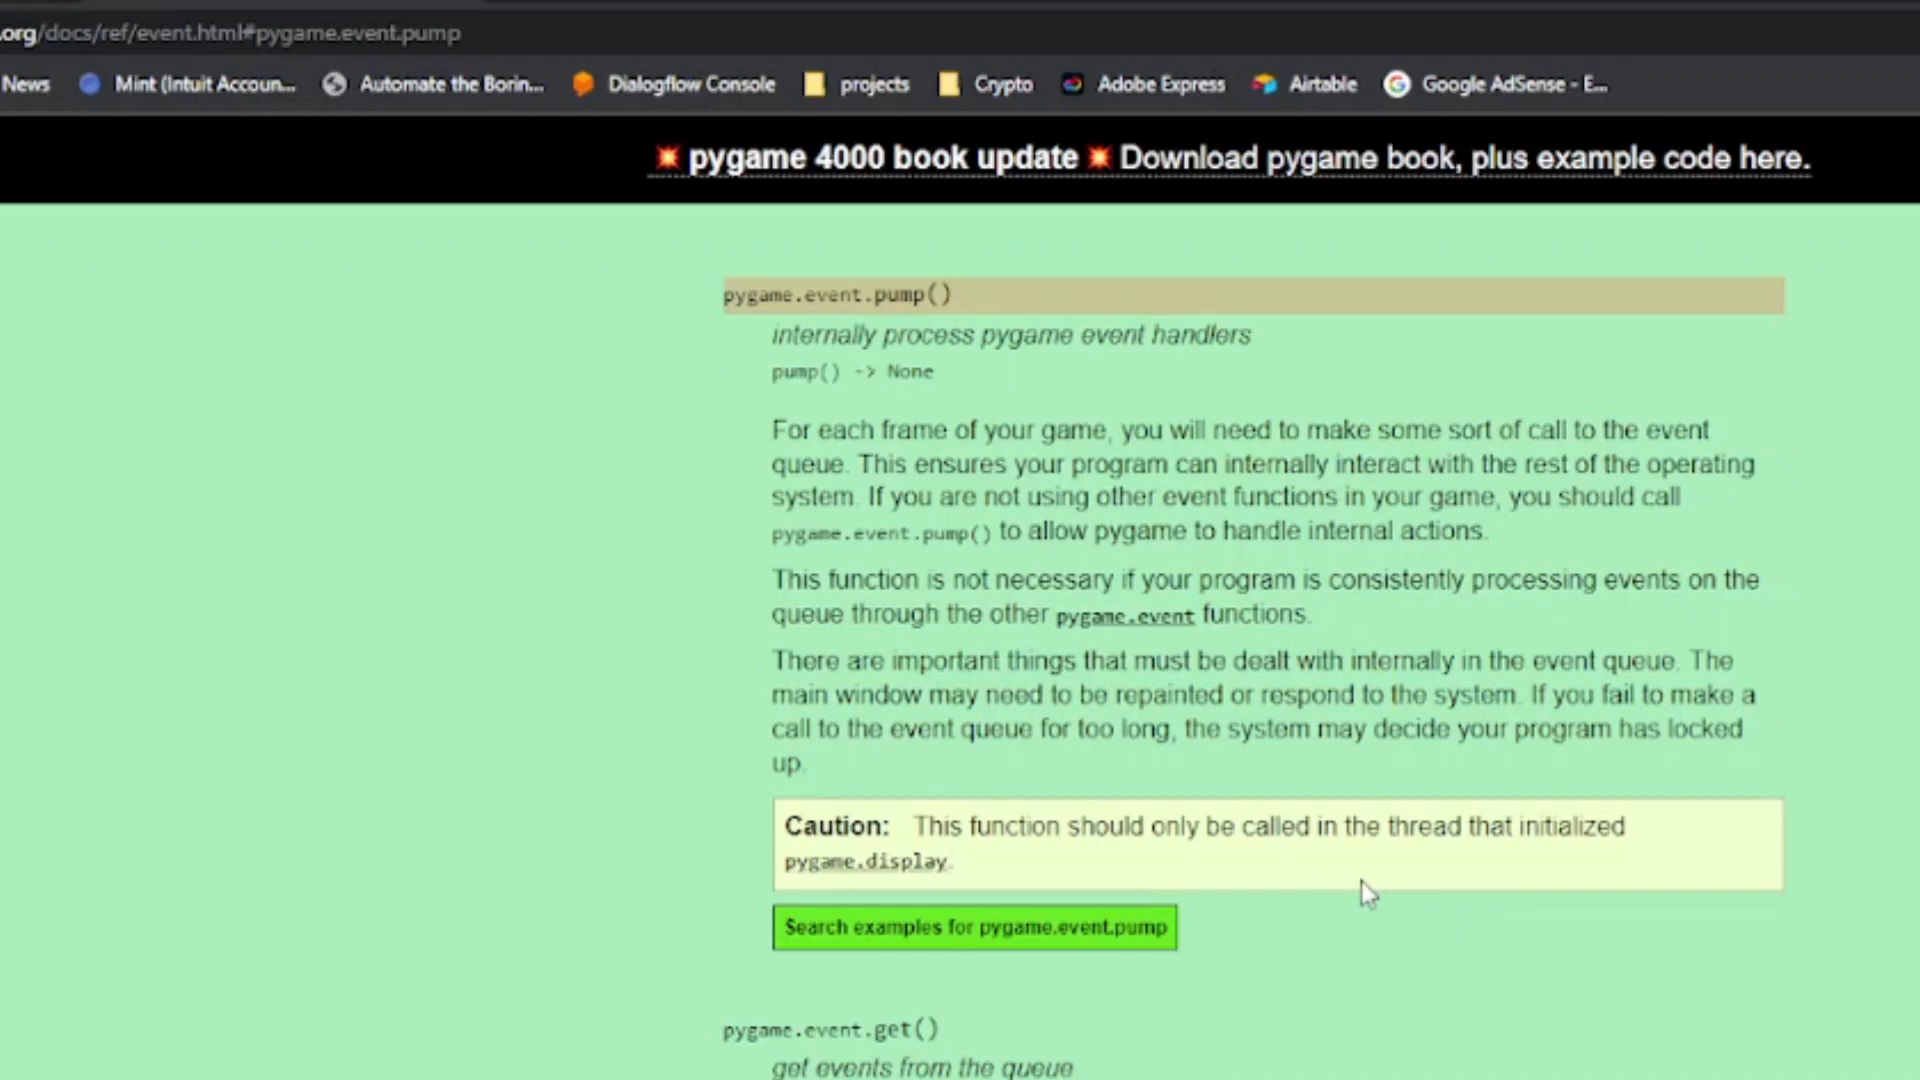 .org/docs/ref/event.html#pygame.event.pump
News Mint (Intuit Accoun... Automate the Borin... Dialogflow Console projects Crypto Adobe Express Airtable Google AdSense - E...
pygame 4000 book update Download pygame book, plus example code here.
pygame.event.pump()
internally process pygame event handlers
pump() -> None
For each frame of your game, you will need to make some sort of call to the event
queue. This ensures your program can internally interact with the rest of the operating
system. If you are not using other event functions in your game, you should call
pygame.event.pump() to allow pygame to handle internal actions.
This function is not necessary if your program is consistently processing events on the
queue through the other pygame.event functions.
There are important things that must be dealt with internally in the event queue. The
main window may need to be repainted or respond to the system. If you fail to make a
call to the event queue for too long, the system may decide your program has locked
up.
Caution: This function should only be called in the thread that initialized
pygame.display.
Search examples for pygame.event.pump
pygame.event.get()
get events from the queue